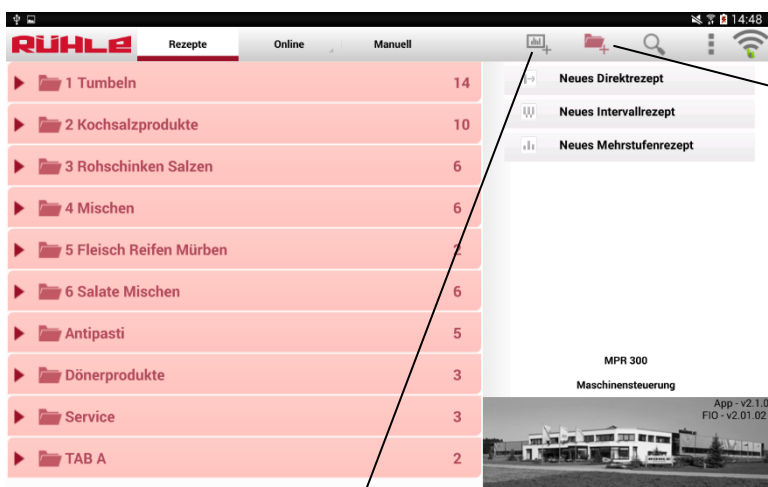 14:48
RÜHLE Rezepte Online Manuell
1 Tumbeln 14
2 Kochsalzprodukte 10
3 Rohschinken Salzen 6
4 Mischen 6
5 Fleisch Reifen Mürben 2
6 Salate Mischen 6
Antipasti 5
Dönerprodukte 3
Service 3
TAB A 2
Neues Direktrezept
Neues Intervallrezept
Neues Mehrstufenrezept
MPR 300
Maschinensteuerung
App - v2.1.0
FIO - v2.01.02